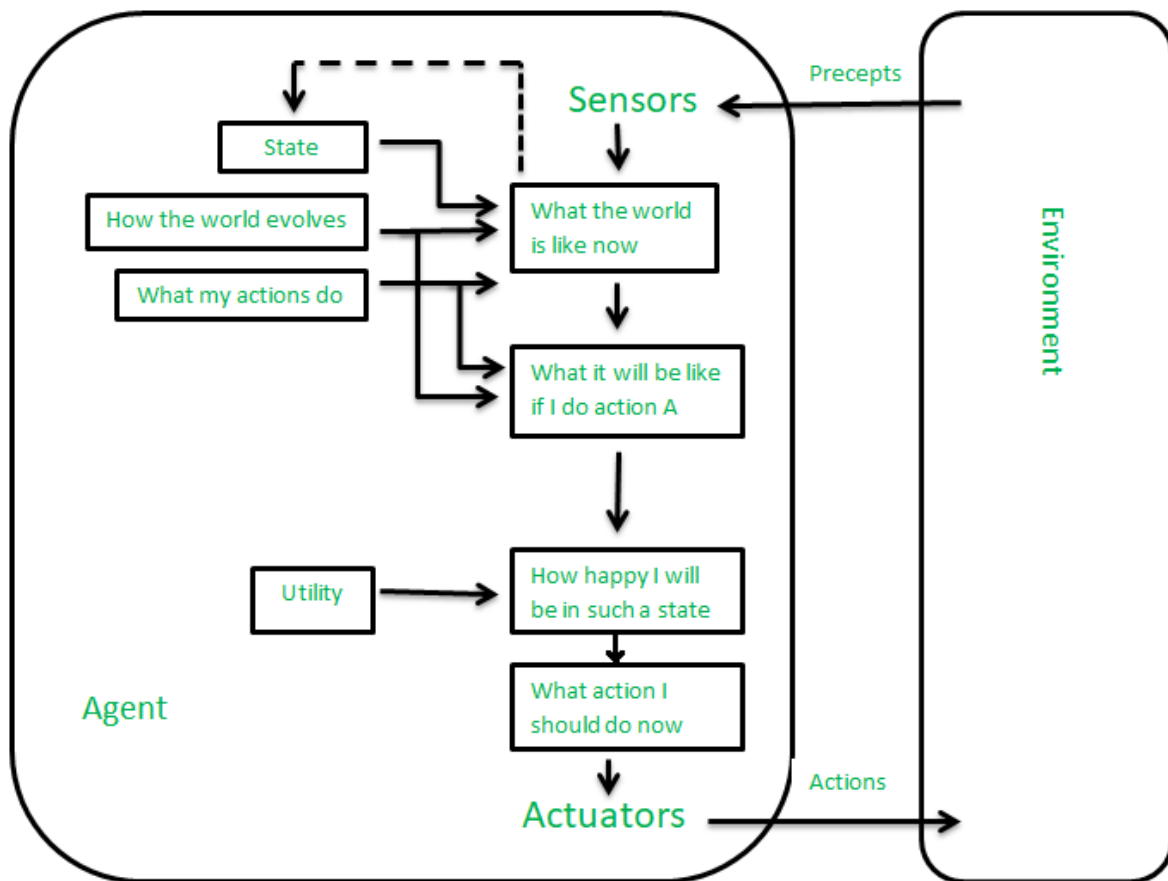 Precepts
Sensors
State
How the world evolves
What my actions do
What the world
is like now
What it will be like
if I do action A
Utility
How happy I will
be in such a state
What action I
should do now
Agent
Actuators
Actions
Environment